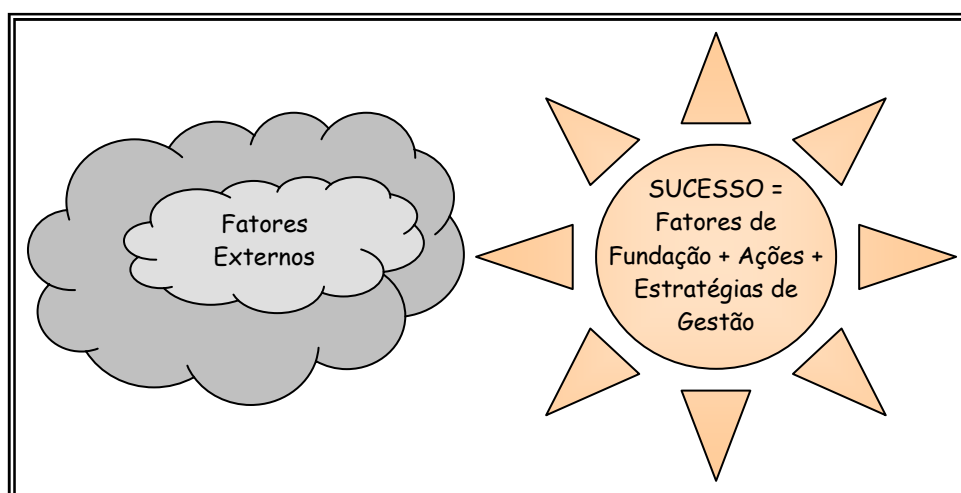 Fatores
Externos
SUCESSO =
Fatores de
Fundação + Ações +
Estratégias de
Gestão